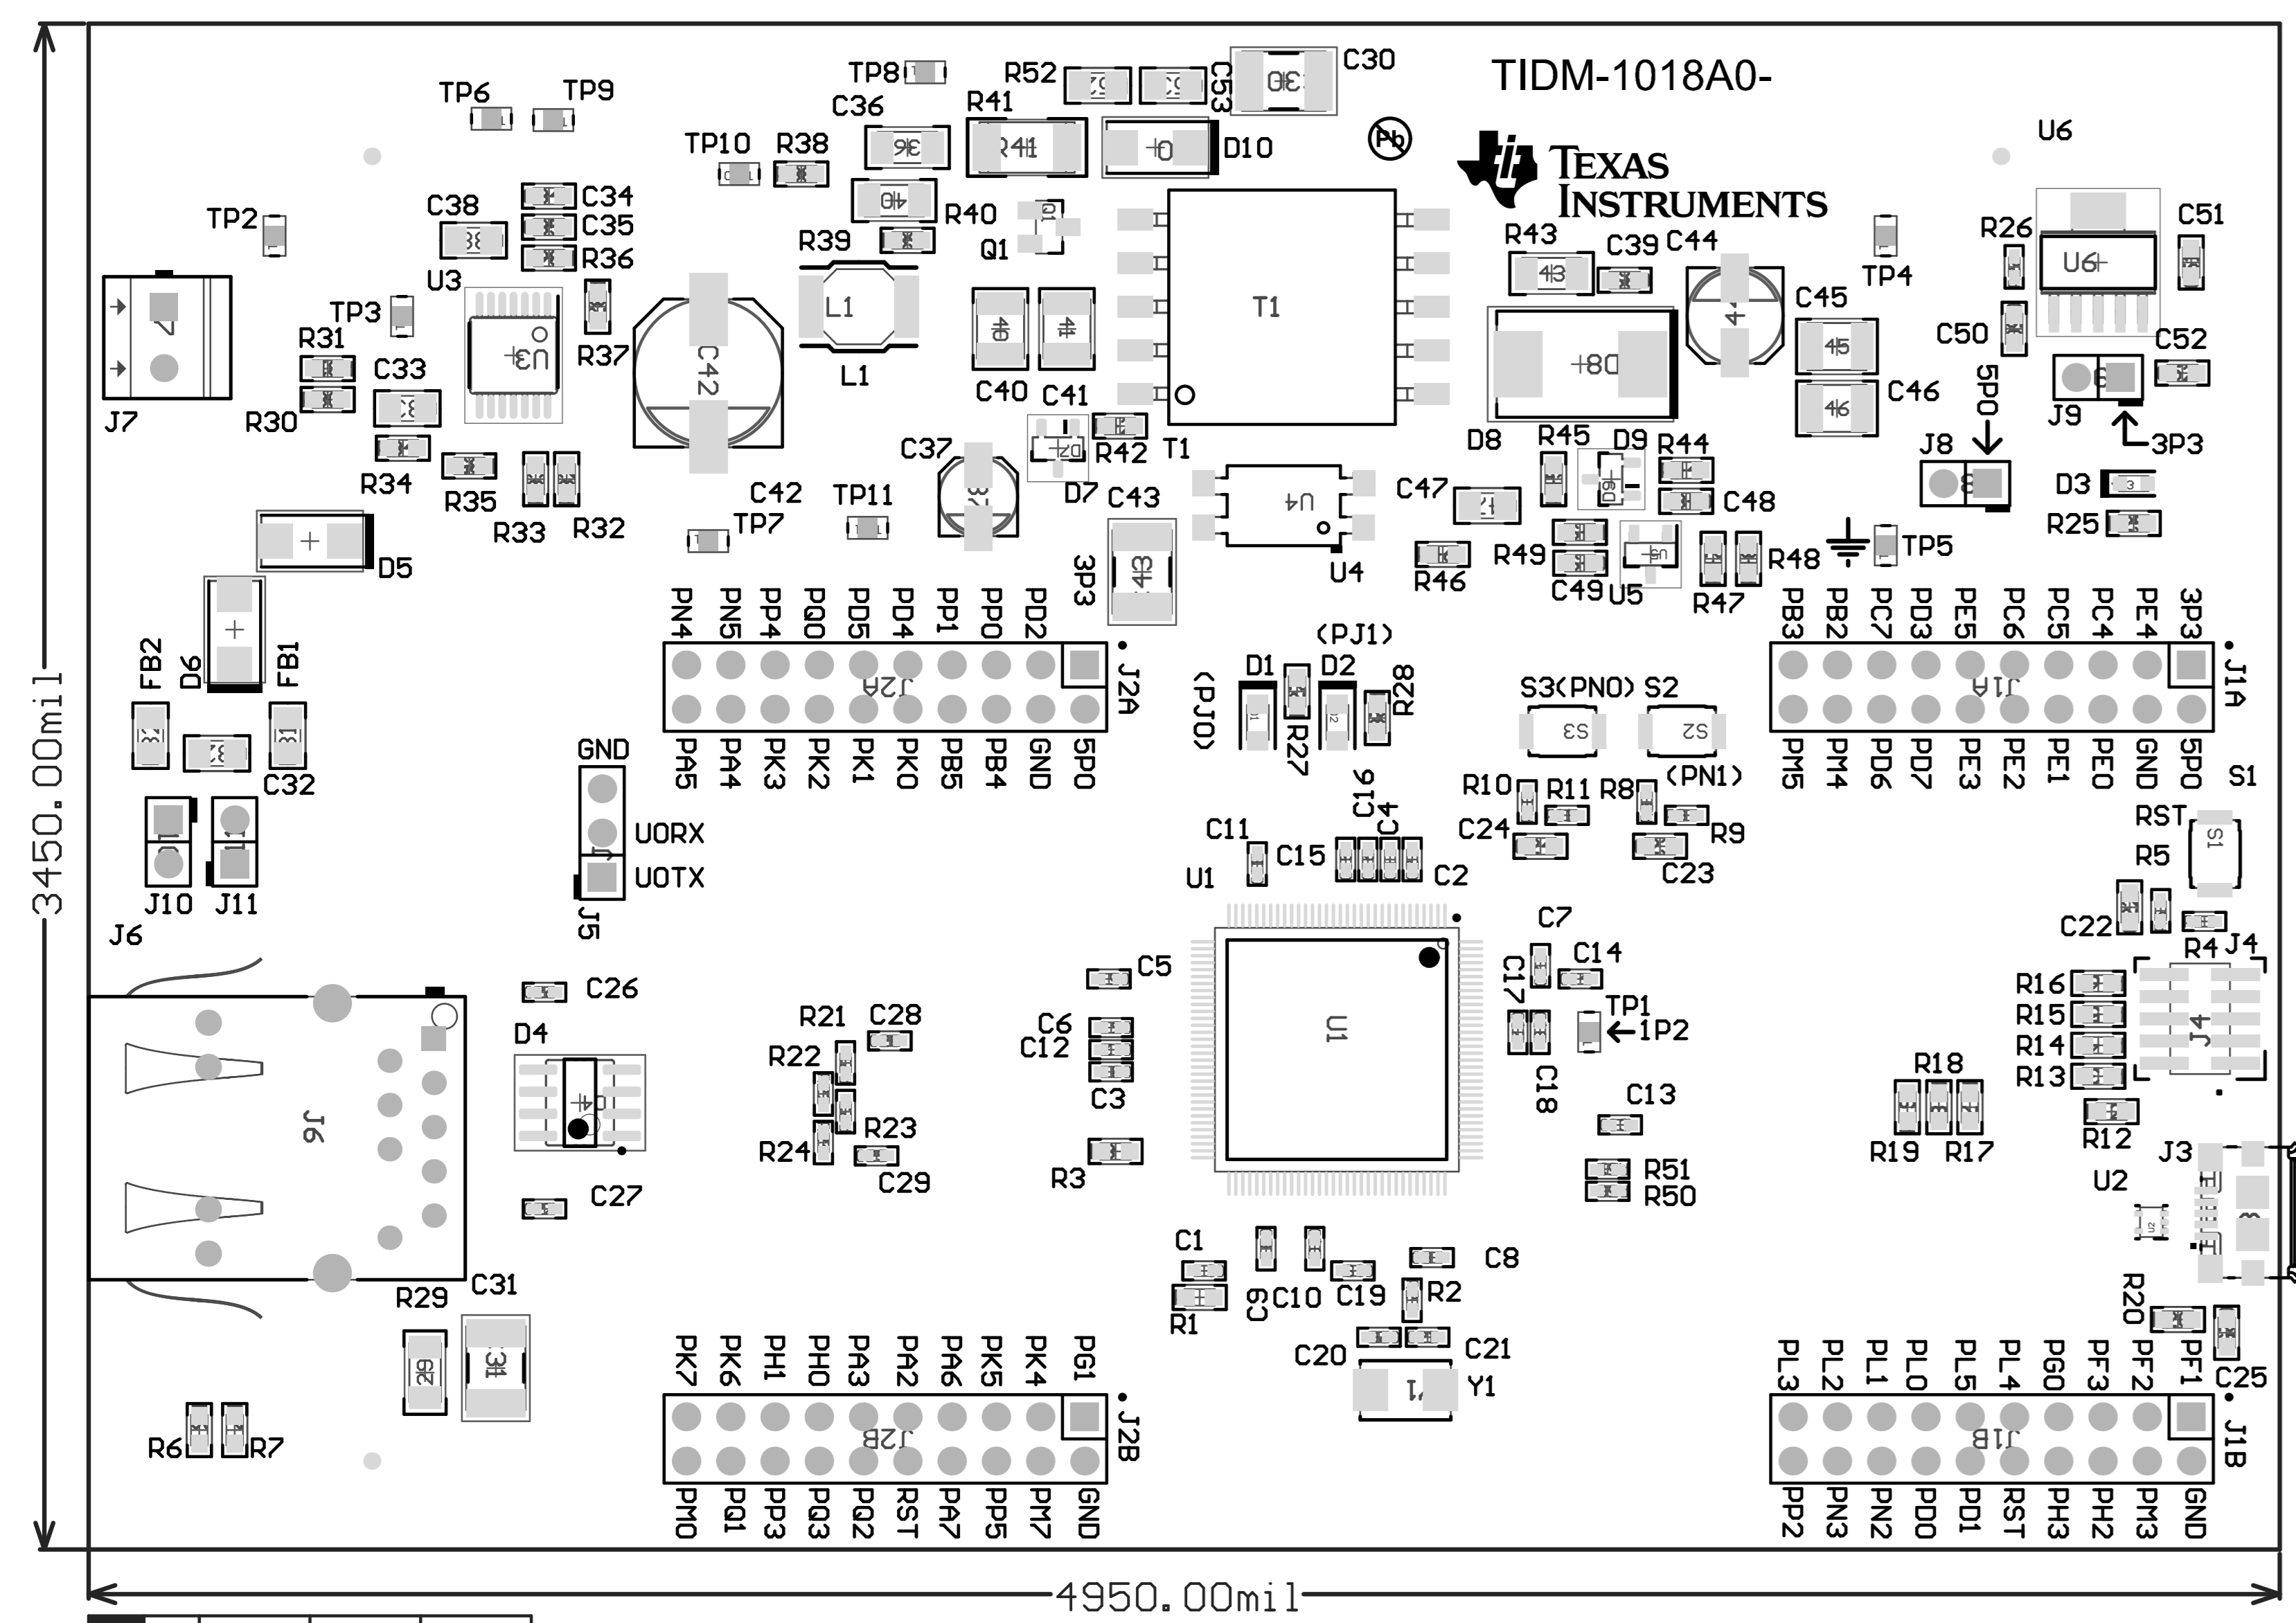 TIDM-1018A0-
TEXAS
INSTRUMENTS
Pb
TP6
TP9
TP8
R52
C53
C30
C36
R41
D10
TP10
R38
U6
TP2
C38
C34
C35
R36
R39
R40
Q1
R43
C39
C44
TP4
R26
C51
U3
TP3
R37
L1
C40
C41
T1
C45
C46
C50
C52
J7
R31
R30
C33
R34
R35
R33
R32
C42
TP7
TP11
C37
D7
R42
C43
T1
U4
C47
R46
D8
R45
D9
R44
C48
R49
C49
U5
R47
R48
TP5
5P0
J8
J9
3P3
D3
R25
D5
D6
FB2
FB1
C32
J10
J11
3P3
PN4 PN5 PP4 PQ0 PD5 PD4 PP1 PP0 PD2
J2A
PA5 PA4 PK3 PK2 PK1 PK0 PB5 PB4 GND 5P0
GND
U0RX
U0TX
J5
(PJ1)
(PJ0)
D1
D2
R27
R28
S3(PN0)
S2
(PN1)
PB3 PB2 PC7 PD3 PE5 PC6 PC5 PC4 PE4 3P3
J1A
PM5 PM4 PD6 PD7 PE3 PE2 PE1 PE0 GND 5P0
S1
RST
R5
R10
R11
R8
R9
C24
C23
C16
C4
C11
C15
C2
U1
C22
R4
J4
J6
C26
D4
C27
R21
C28
R22
R23
R24
C29
C5
C6
C12
C3
R3
U1
C7
C14
C17
C18
TP1
1P2
C13
R51
R50
R16
R15
R14
R13
R12
R18
R19
R17
J3
U2
R20
C25
C1
R1
C9
C10
C19
C8
R2
C20
C21
Y1
R29
C31
R6
R7
PK7 PK6 PH1 PH0 PA3 PA2 PA6 PK5 PK4 PG1
J2B
PM0 PQ1 PP3 PQ3 PQ2 RST PA7 PP5 PM7 GND
PL3 PL2 PL1 PL0 PL5 PL4 PG0 PF3 PF2 PF1
J1B
PP2 PN3 PN2 PD0 PD1 RST PH3 PH2 PM3 GND
3450.00mil
4950.00mil